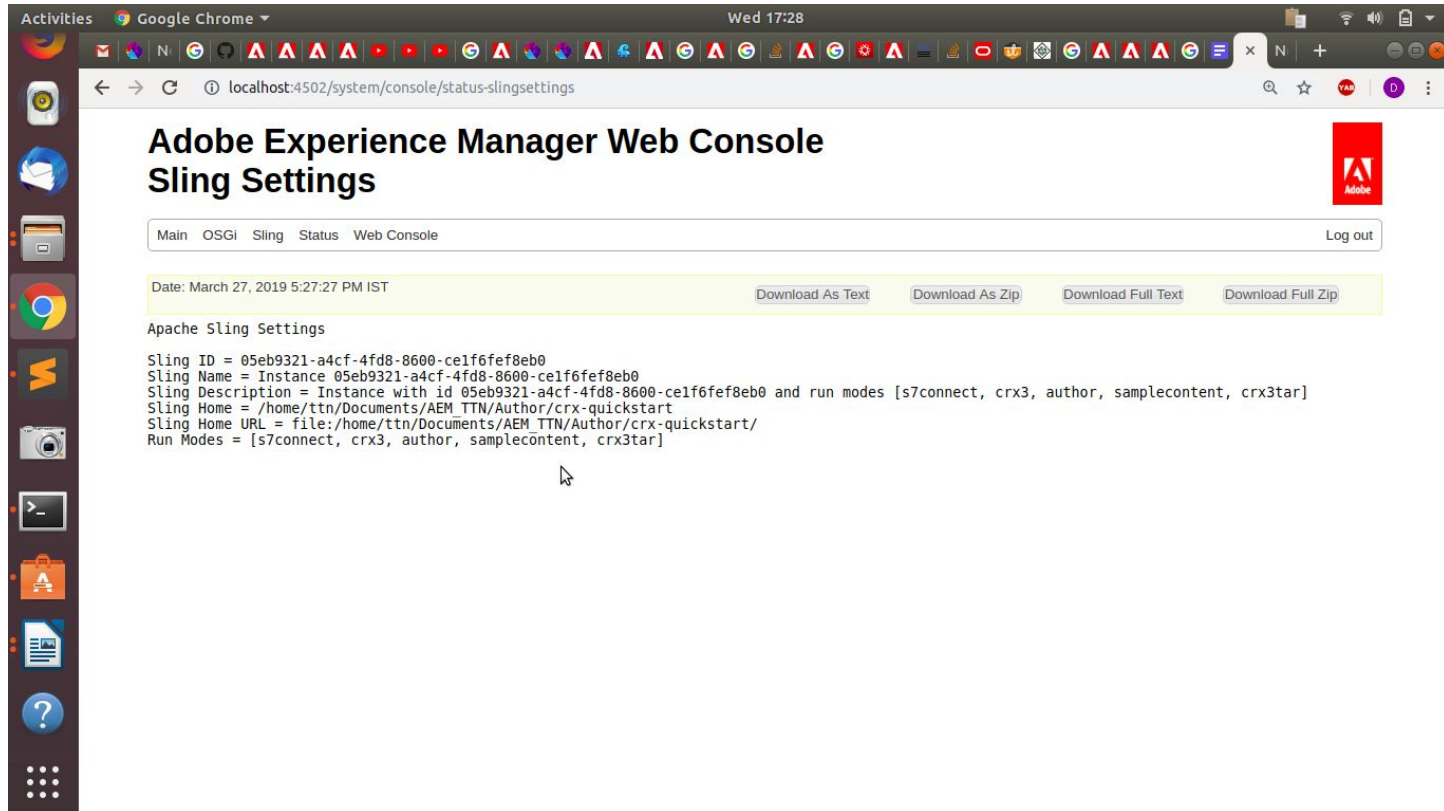 Activities Google Chrome Wed 17:28
N
N
localhost:4502/system/console/status-slingsettings
YAB
D
Adobe Experience Manager Web Console
Sling Settings
Adobe
Main OSGi Sling Status Web Console Log out
Date: March 27, 2019 5:27:27 PM IST Download As Text Download As Zip Download Full Text Download Full Zip
Apache Sling Settings
Sling ID = 05eb9321-a4cf-4fd8-8600-ce1f6fef8eb0
Sling Name = Instance 05eb9321-a4cf-4fd8-8600-ce1f6fef8eb0
Sling Description = Instance with id 05eb9321-a4cf-4fd8-8600-ce1f6fef8eb0 and run modes [s7connect, crx3, author, samplecontent, crx3tar]
Sling Home = /home/ttn/Documents/AEM_TTN/Author/crx-quickstart
Sling Home URL = file:/home/ttn/Documents/AEM_TTN/Author/crx-quickstart/
Run Modes = [s7connect, crx3, author, samplecontent, crx3tar]